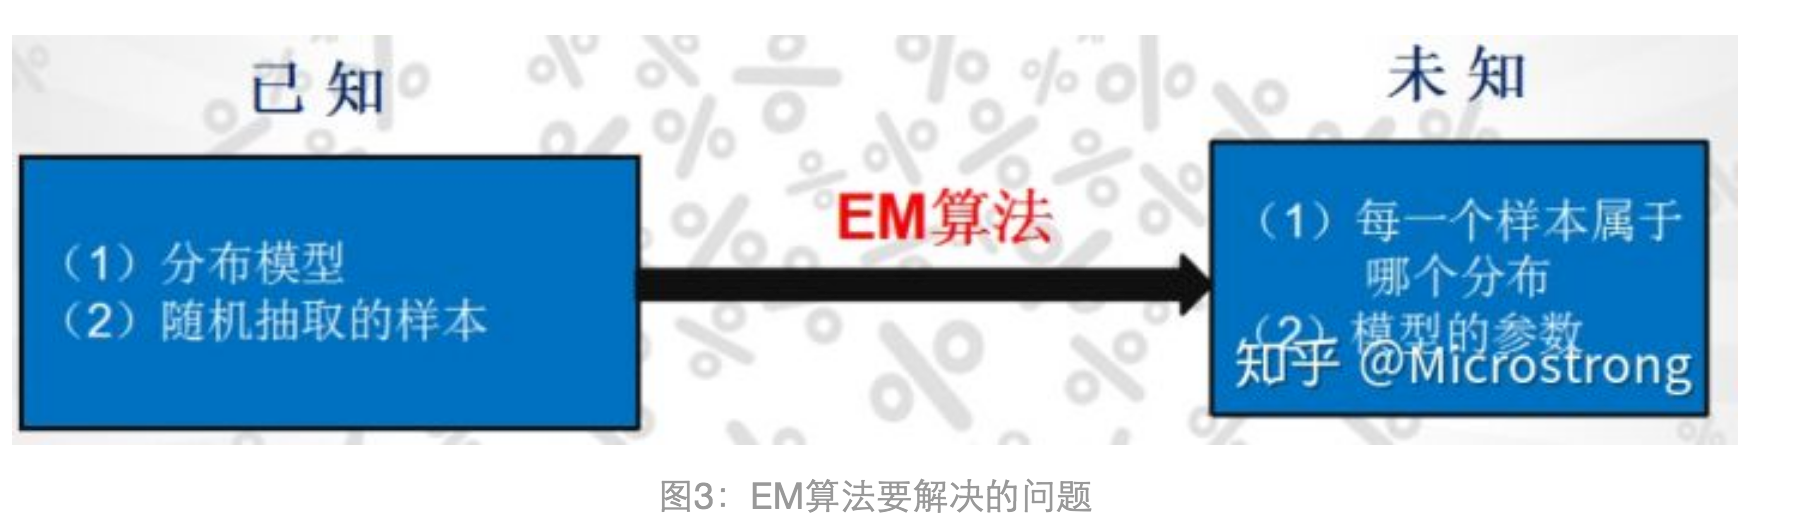 已知
未知
（1）分布模型
（2）随机抽取的样本
EM算法
（1）每一个样本属于
哪个分布
（2）模型的参数
知乎 @Microstrong
图3：EM算法要解决的问题